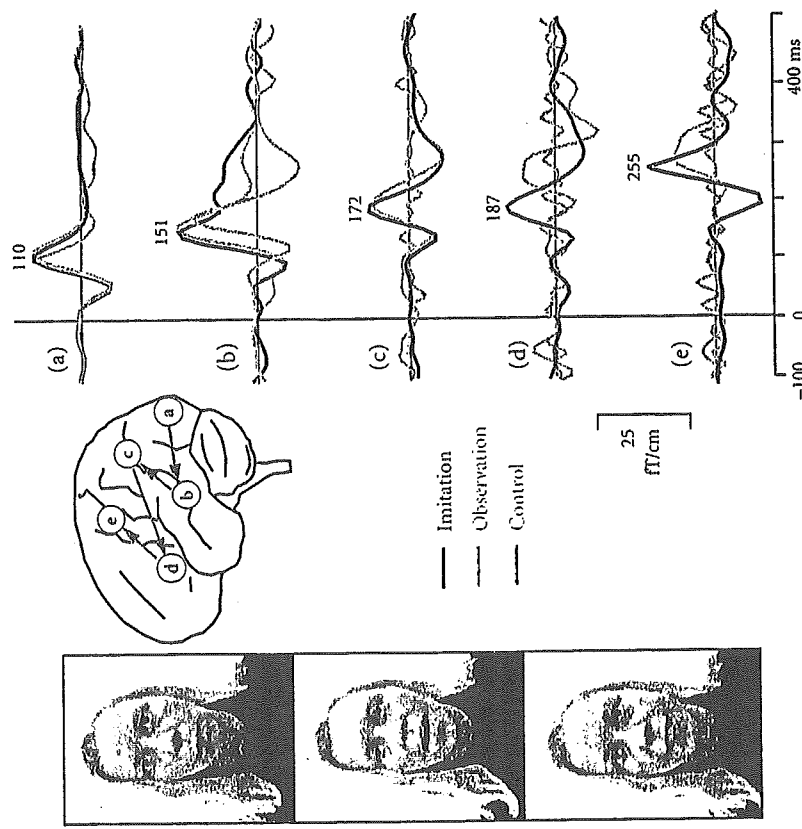 a
b
c
d
e
Imitation
Observation
Control
25
fT/cm
(a)
110
(b)
151
(c)
172
(d)
187
(e)
255
–100
0
400 ms